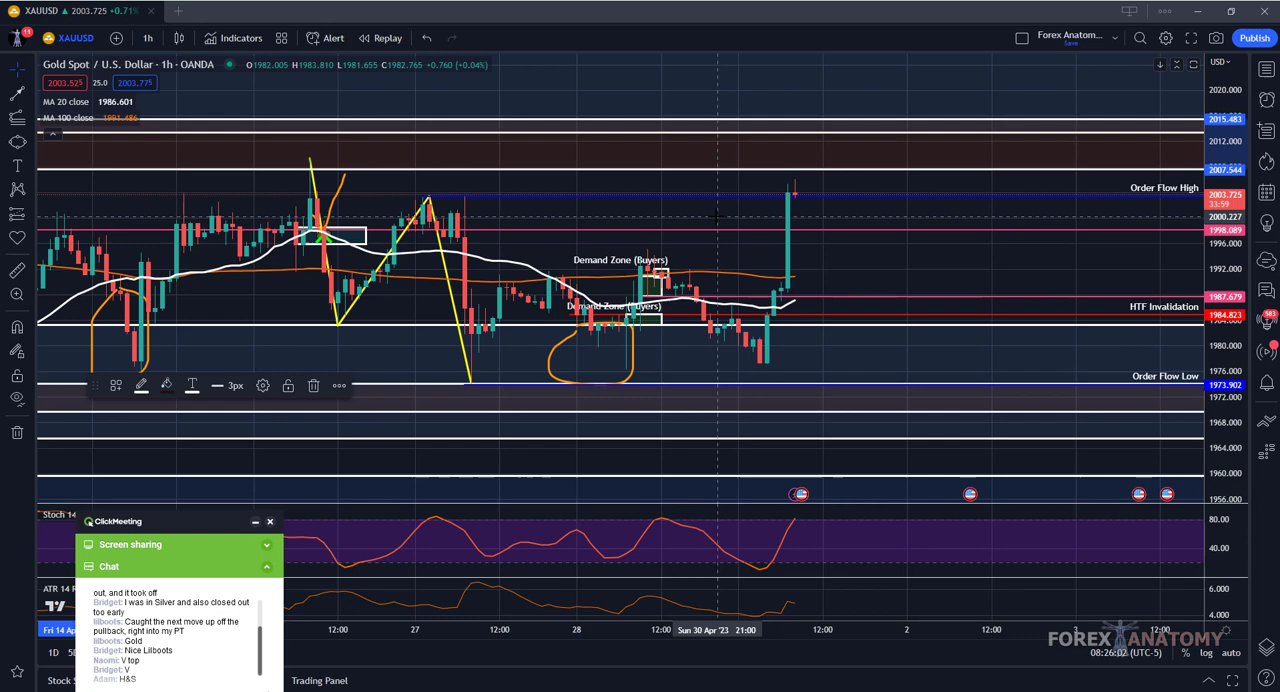 XAUUSD ▲ 2003.725 +0.71%
11
XAUUSD
1h
Indicators
Alert
Replay
Forex Anatom...
Save
Publish
Gold Spot / U.S. Dollar · 1h · OANDA
O1982.005 H1983.810 L1981.655 C1982.765 +0.760 (+0.04%)
USD
2003.525
25.0
2003.775
MA 20 close 1986.601
MA 100 close 1991.486
2020.000
2015.483
2012.000
2007.544
Order Flow High
2003.725
33:59
2000.227
1998.089
1996.000
Demand Zone (Buyers)
1992.000
1987.679
Demand Zone (Buyers)
HTF Invalidation
1984.823
583
1980.000
1976.000
Order Flow Low
1973.902
1972.000
3px
1968.000
1964.000
1960.000
1956.000
Stoch 14
80.00
40.00
ClickMeeting
Screen sharing
Chat
out, and it took off
Bridget: I was in Silver and also closed out
too early
lilboots: Caught the next move up off the
pullback, right into my PT
lilboots: Gold
Bridget: Nice Lilboots
Naomi: V top
Bridget: V
Adam: H&S
ATR 14 R
6.000
4.000
Fri 14 Ap
12:00
27
12:00
28
12:00
Sun 30 Apr '23 21:00
12:00
2
12:00
3
12:00
FOREX ANATOMY
1D
08:26:02 (UTC-5)
%
log
auto
Stock S
Trading Panel